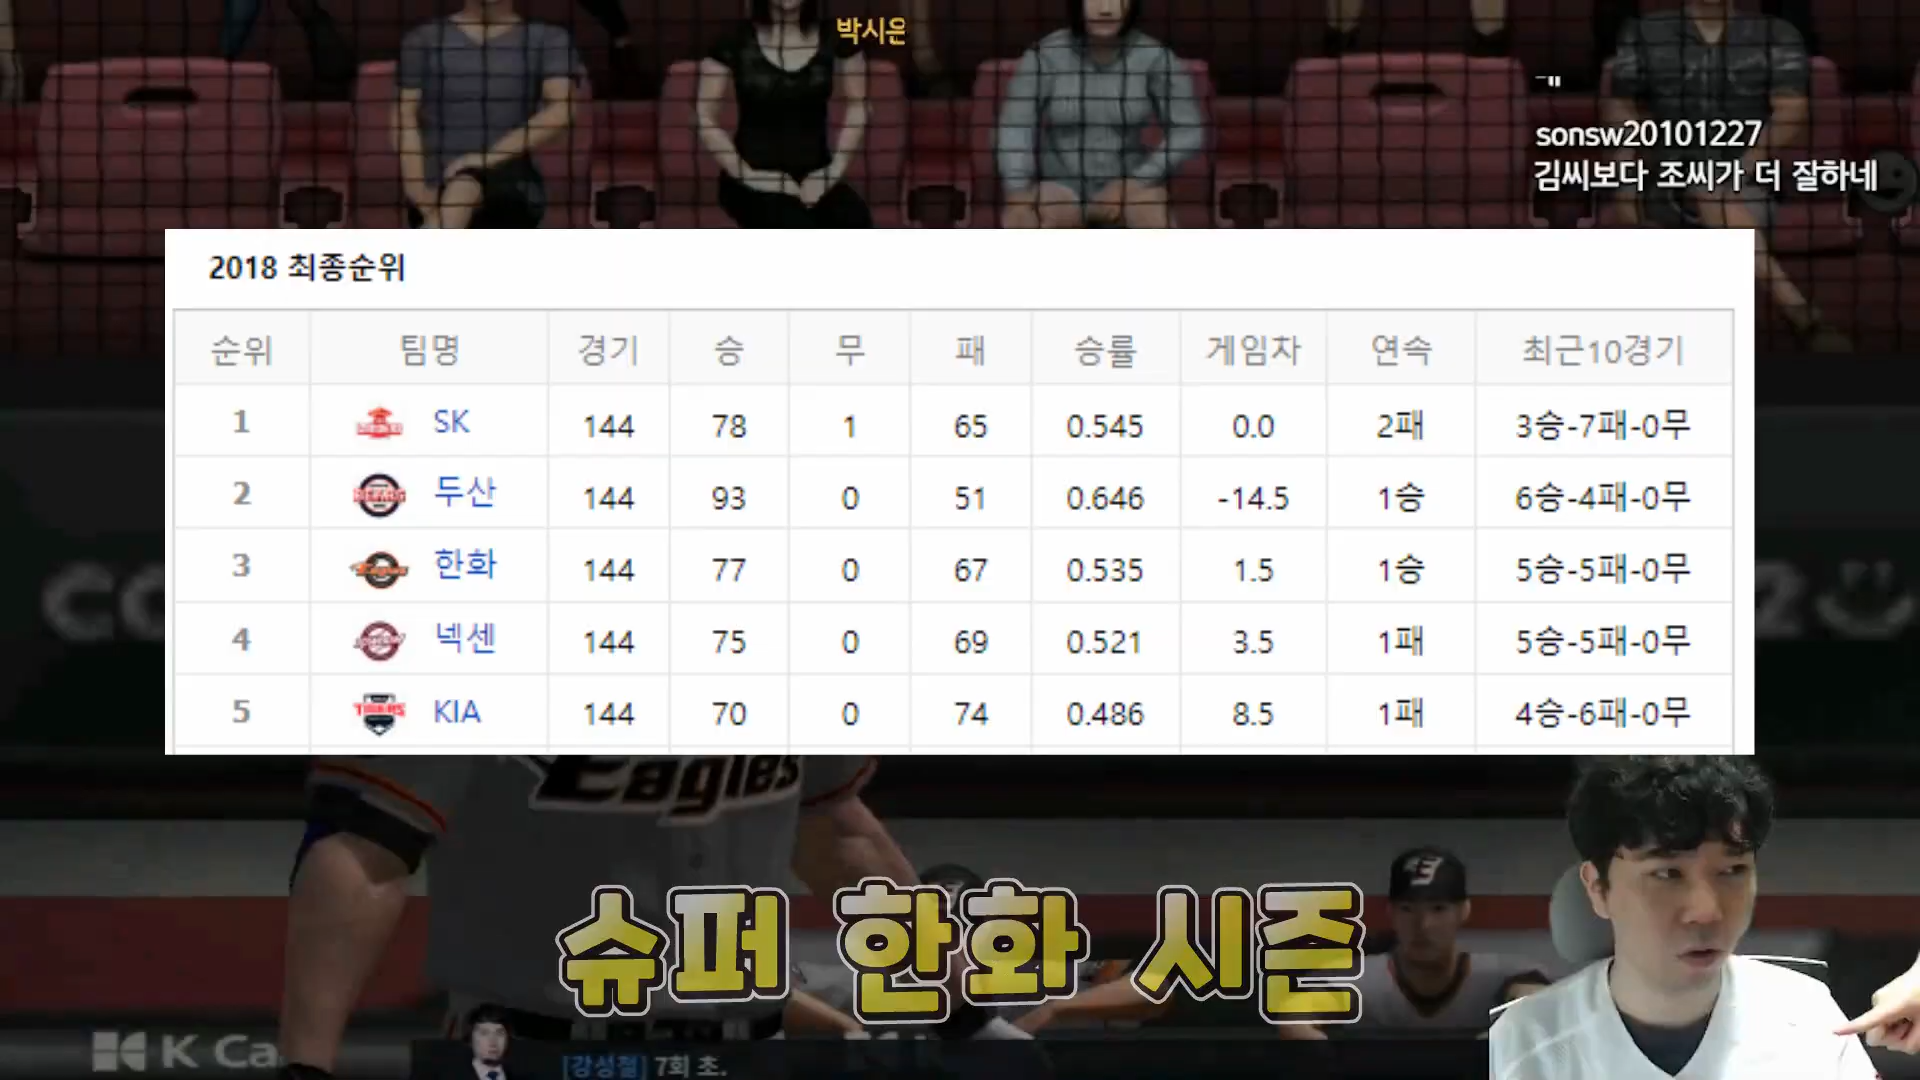 박시은
sonsw20101227
김씨보다 조씨가 더 잘하네
2018 최종순위
순위 팀명 경기 승 무 패 승률 게임차 연속 최근10경기
1 SK 144 78 1 65 0.545 0.0 2패 3승-7패-0무
2 두산 144 93 0 51 0.646 -14.5 1승 6승-4패-0무
3 한화 144 77 0 67 0.535 1.5 1승 5승-5패-0무
4 넥센 144 75 0 69 0.521 3.5 1패 5승-5패-0무
5 KIA 144 70 0 74 0.486 8.5 1패 4승-6패-0무
Eagles
슈퍼 한화 시즌
K Ca
[강성철] 7회 초.